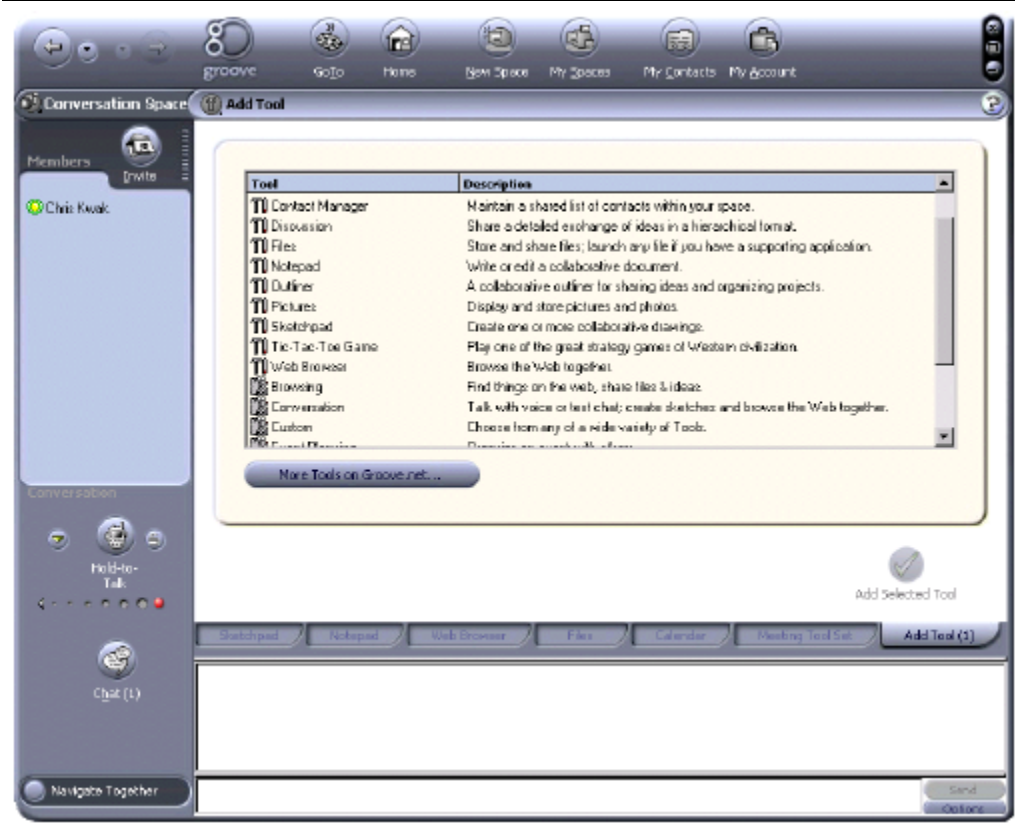 groove
GoTo
Home
New Space
My Spaces
My Contacts
My Account
Conversation Space
Add Tool
Members
Invite
Chris Kwak
Tool Description
Contact Manager Maintain a shared list of contacts within your space.
Discussion Share a detailed exchange of ideas in a hierarchical format.
Files Store and share files; launch any file if you have a supporting application.
Notepad Write or edit a collaborative document.
Outliner A collaborative outliner for sharing ideas and organizing projects.
Pictures Display and store pictures and photos.
Sketchpad Create one or more collaborative drawings.
Tic-Tac-Toe Game Play one of the great strategy games of Western civilization.
Web Browser Browse the Web together.
Browsing Find things on the web, share files & ideas.
Conversation Talk with voice or text chat; create sketches and browse the Web together.
Custom Choose from any of a wide variety of Tools.
More Tools on Groove.net...
Conversation
Hold-to-
Talk
Add Selected Tool
Sketchpad
Notepad
Web Browser
Files
Calendar
Meeting Tool Set
Add Tool (1)
Chat (1)
Navigate Together
Send
Options